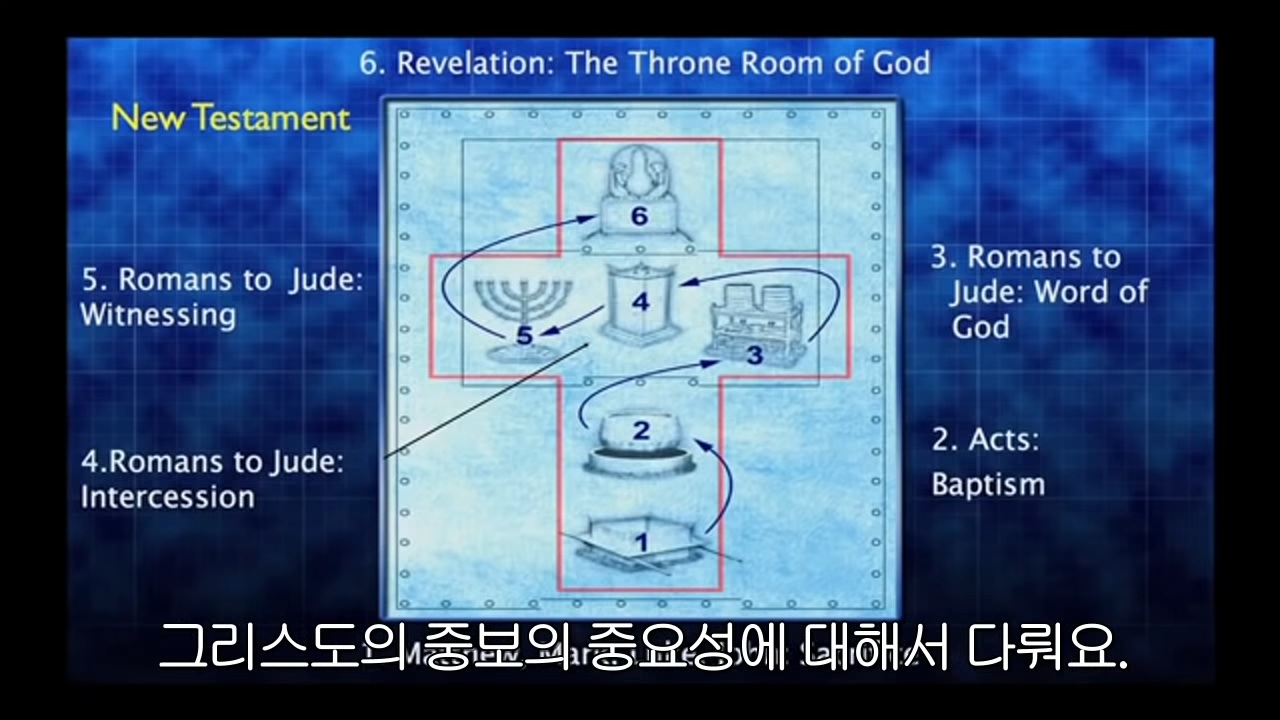 6. Revelation: The Throne Room of God
New Testament
6
5. Romans to Jude:
Witnessing
5
4
3
3. Romans to
Jude: Word of
God
4.Romans to Jude:
Intercession
2
2. Acts:
Baptism
1
그리스도의 중보의 중요성에 대해서 다뤄요.